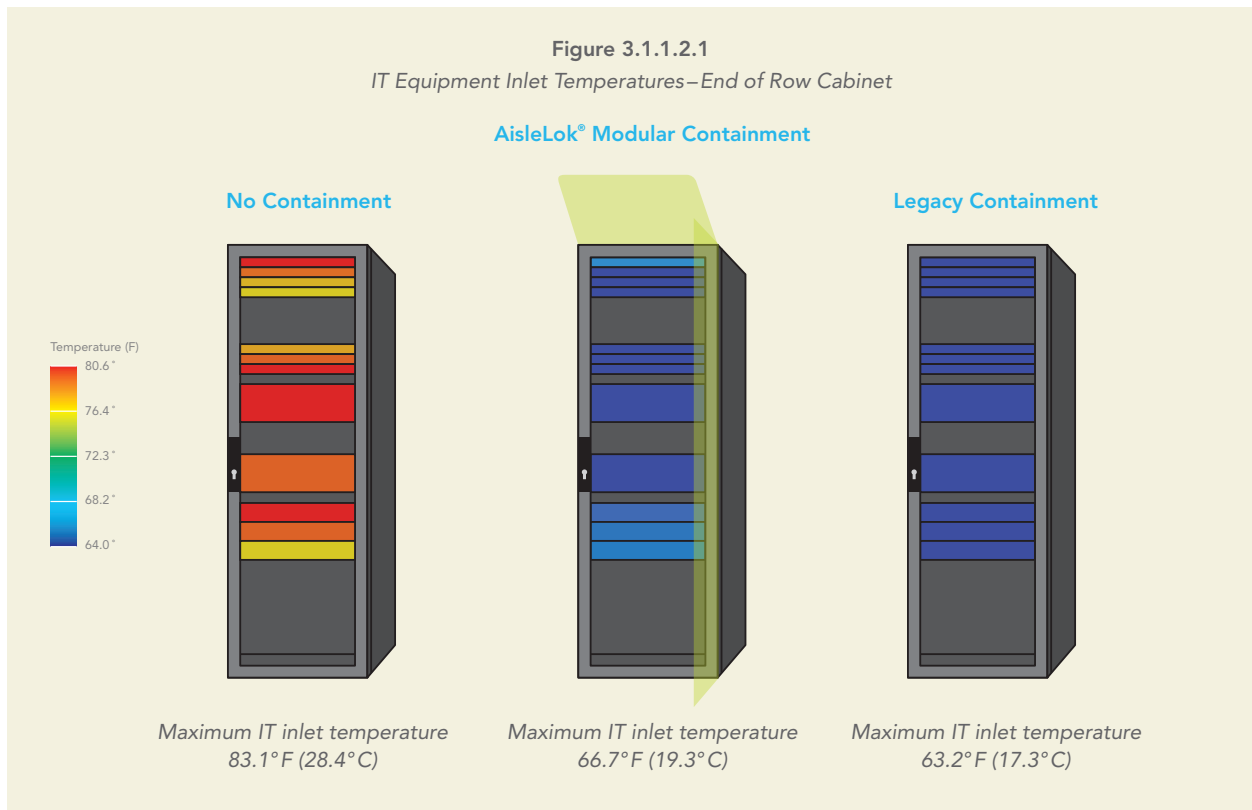 Figure 3.1.1.2.1
IT Equipment Inlet Temperatures–End of Row Cabinet
AisleLok® Modular Containment
No Containment
Legacy Containment
Temperature (F)
80.6°
76.4°
72.3°
68.2°
64.0°
Maximum IT inlet temperature
83.1°F (28.4°C)
Maximum IT inlet temperature
66.7°F (19.3°C)
Maximum IT inlet temperature
63.2°F (17.3°C)